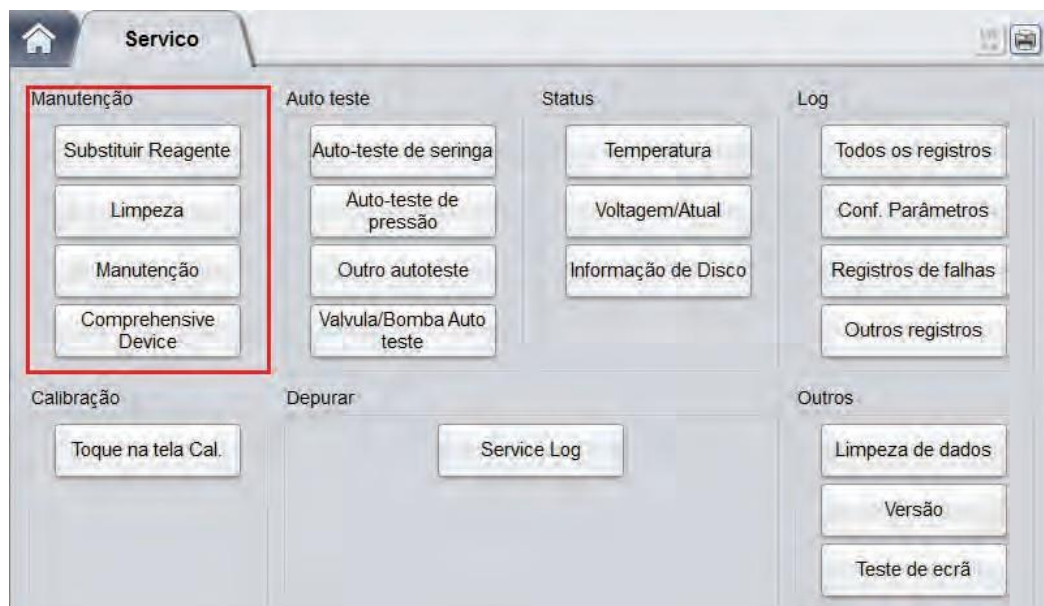 Servico
Manutenção
Substituir Reagente
Limpeza
Manutenção
Comprehensive
Device
Auto teste
Auto-teste de seringa
Auto-teste de
pressão
Outro autoteste
Valvula/Bomba Auto
teste
Status
Temperatura
Voltagem/Atual
Informação de Disco
Log
Todos os registros
Conf. Parâmetros
Registros de falhas
Outros registros
Calibração
Toque na tela Cal.
Depurar
Service Log
Outros
Limpeza de dados
Versão
Teste de ecrã